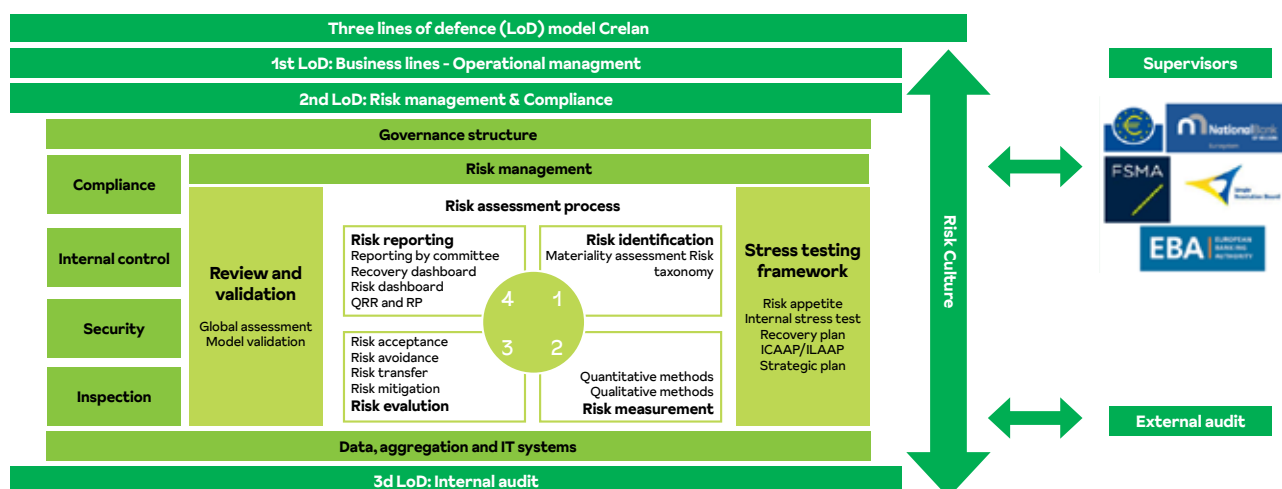 Three lines of defence (LoD) model Crelan
1st LoD: Business lines - Operational managment
2nd LoD: Risk management & Compliance
Governance structure
Compliance
Internal control
Security
Inspection
Risk management
Review and
validation
Global assessment
Model validation
Risk assessment process
Risk reporting
Reporting by committee
Recovery dashboard
Risk dashboard
QRR and RP
Risk identification
Materiality assessment Risk
taxonomy
4 1
3 2
Risk acceptance
Risk avoidance
Risk transfer
Risk mitigation
Risk evalution
Quantitative methods
Qualitative methods
Risk measurement
Stress testing
framework
Risk appetite
Internal stress test
Recovery plan
ICAAP/ILAAP
Strategic plan
Data, aggregation and IT systems
3d LoD: Internal audit
Risk Culture
Supervisors
NationalBank
FSMA
EBA
EUROPEAN
BANKING
AUTHORITY
External audit